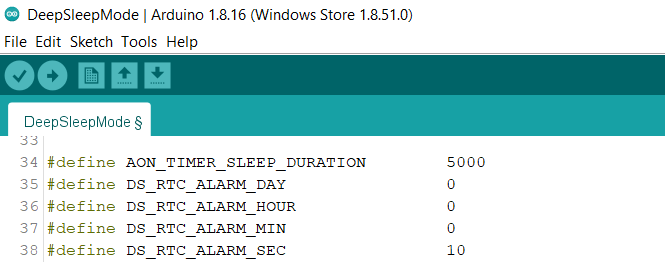 DeepSleepMode | Arduino 1.8.16 (Windows Store 1.8.51.0)
File Edit Sketch Tools Help
DeepSleepMode §
33
34 #define AON_TIMER_SLEEP_DURATION 5000
35 #define DS_RTC_ALARM_DAY 0
36 #define DS_RTC_ALARM_HOUR 0
37 #define DS_RTC_ALARM_MIN 0
38 #define DS_RTC_ALARM_SEC 10